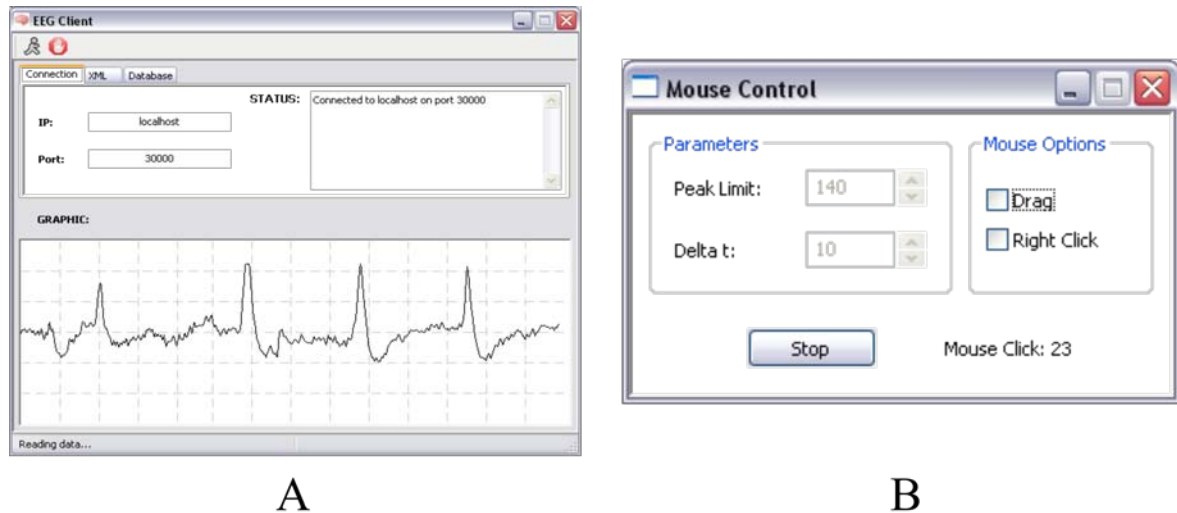 EEG Client
Connection XML Database
STATUS: Connected to localhost on port 30000
IP: localhost
Port: 30000
GRAPHIC:
Reading data...
A
Mouse Control
Parameters
Peak Limit: 140
Delta t: 10
Mouse Options
Drag
Right Click
Stop
Mouse Click: 23
B